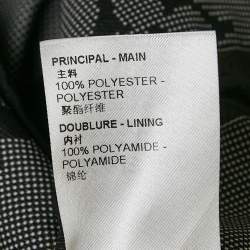 PRINCIPAL - MAIN
主料
100% POLYESTER -
POLYESTER
聚酯纤维
DOUBLURE - LINING
内衬
100% POLYAMIDE -
POLYAMIDE
锦纶